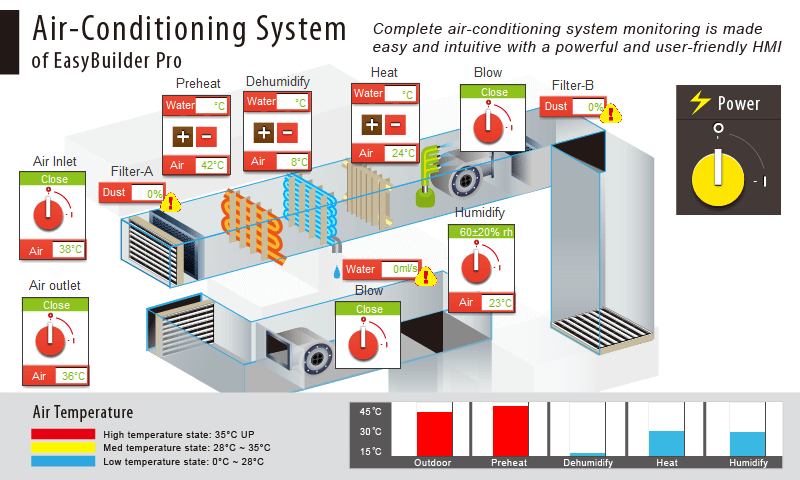 Air-Conditioning System
of EasyBuilder Pro
Complete air-conditioning system monitoring is made
easy and intuitive with a powerful and user-friendly HMI
Preheat
Water °C
Air 42°C
Dehumidify
Water °C
Air 8°C
Heat
Water °C
Air 24°C
Blow
Close
Filter-B
Dust 0%
Power
Air Inlet
Close
Air 38°C
Filter-A
Dust 0%
Humidify
60±20% rh
Air 23°C
Water 0ml/s
Air outlet
Close
Air 36°C
Blow
Close
Air Temperature
High temperature state: 35°C UP
Med temperature state: 28°C ~ 35°C
Low temperature state: 0°C ~ 28°C
45°C
30°C
15°C
Outdoor Preheat Dehumidify Heat Humidify